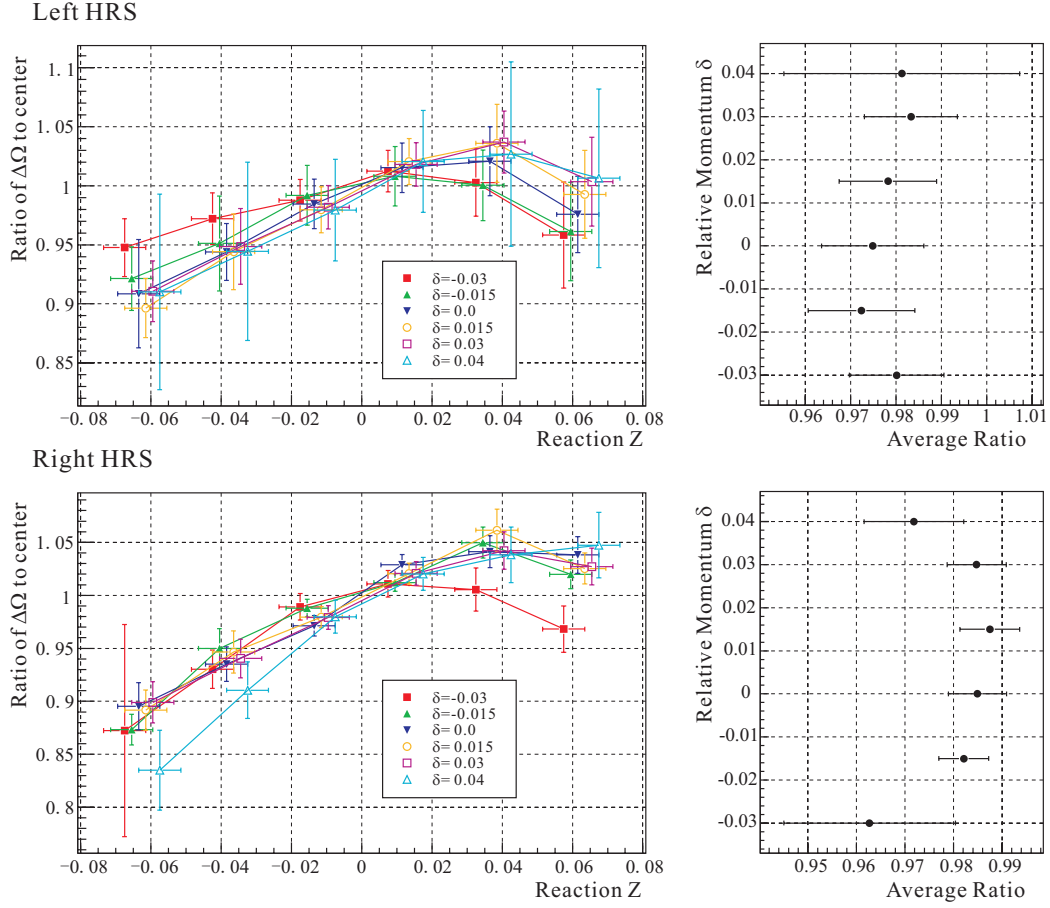 Left HRS
Ratio of ΔΩ to center
1.1
1.05
1
0.95
0.9
0.85
δ=-0.03
δ=-0.015
δ= 0.0
δ= 0.015
δ= 0.03
δ= 0.04
−0. 08 −0. 06 −0. 04 −0. 02 0 0. 02 0. 04 0. 06 0. 08
Reaction Z
Relative Momentum δ
0.04
0.03
0.02
0.01
0
-0.01
-0.02
-0.03
0.96 0.97 0.98 0.99 1 1.01
Average Ratio
Right HRS
Ratio of ΔΩ to center
1.05
1
0.95
0.9
0.85
0.8
δ=-0.03
δ=-0.015
δ= 0.0
δ= 0.015
δ= 0.03
δ= 0.04
−0. 08 −0. 06 −0. 04 −0. 02 0 0. 02 0. 04 0. 06 0. 08
Reaction Z
Relative Momentum δ
0.04
0.03
0.02
0.01
0
-0.01
-0.02
-0.03
0.95 0.96 0.97 0.98 0.99
Average Ratio